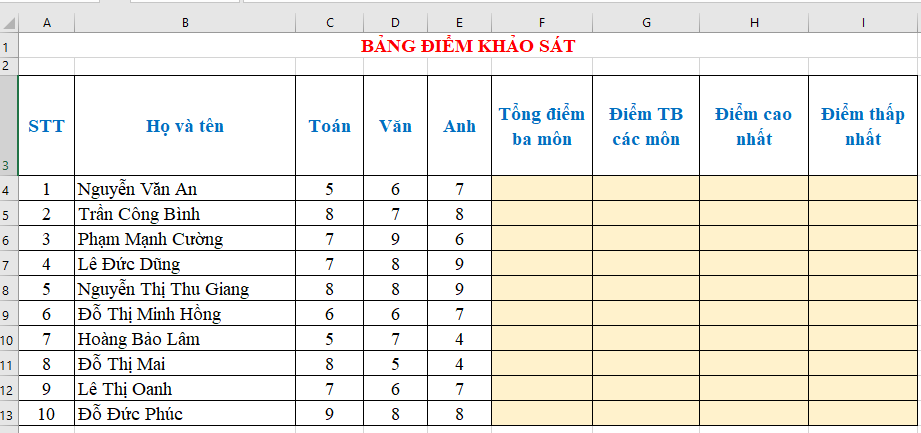 A B C D E F G H I
1 BẢNG ĐIỂM KHẢO SÁT
2
3 STT Họ và tên Toán Văn Anh Tổng điểm ba môn Điểm TB các môn Điểm cao nhất Điểm thấp nhất
4 1 Nguyễn Văn An 5 6 7
5 2 Trần Công Bình 8 7 8
6 3 Phạm Mạnh Cường 7 9 6
7 4 Lê Đức Dũng 7 8 9
8 5 Nguyễn Thị Thu Giang 8 8 9
9 6 Đỗ Thị Minh Hồng 6 6 7
10 7 Hoàng Bảo Lâm 5 7 4
11 8 Đỗ Thị Mai 8 5 4
12 9 Lê Thị Oanh 7 6 7
13 10 Đỗ Đức Phúc 9 8 8